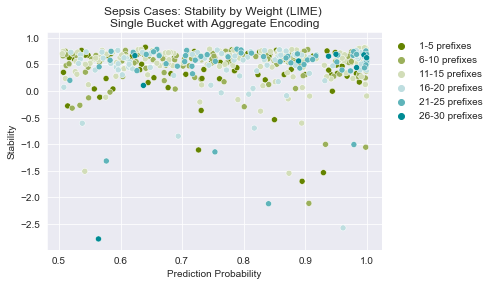 Sepsis Cases: Stability by Weight (LIME)
Single Bucket with Aggregate Encoding
1.0
0.5
0.0
−0.5
−1.0
−1.5
−2.0
−2.5
Stability
0.5
0.6
0.7
0.8
0.9
1.0
Prediction Probability
1-5 prefixes
6-10 prefixes
11-15 prefixes
16-20 prefixes
21-25 prefixes
26-30 prefixes